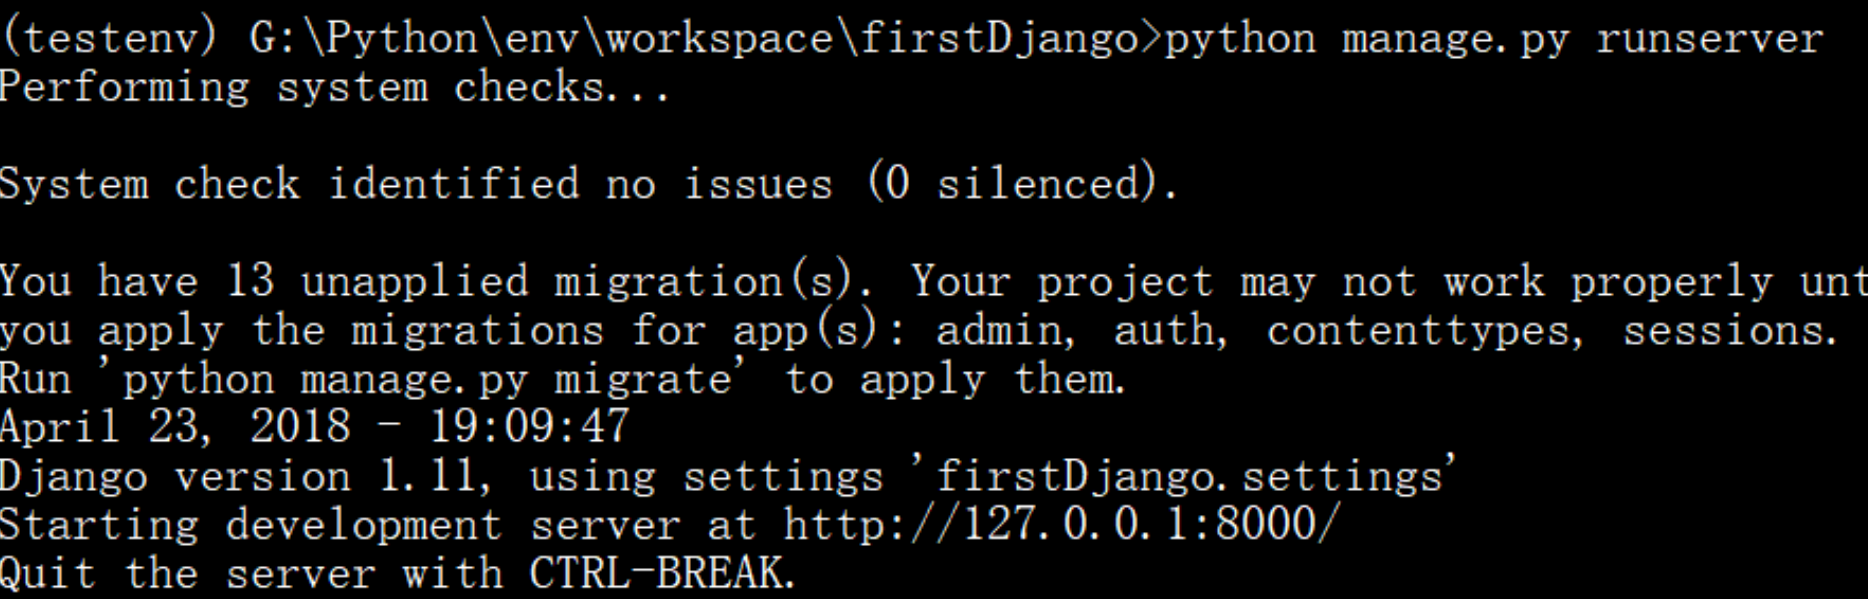 (testenv) G:\Python\env\workspace\firstDjango>python manage.py runserver
Performing system checks...
System check identified no issues (0 silenced).
You have 13 unapplied migration(s). Your project may not work properly unt
you apply the migrations for app(s): admin, auth, contenttypes, sessions.
Run 'python manage.py migrate' to apply them.
April 23, 2018 - 19:09:47
Django version 1.11, using settings 'firstDjango.settings'
Starting development server at http://127.0.0.1:8000/
Quit the server with CTRL-BREAK.